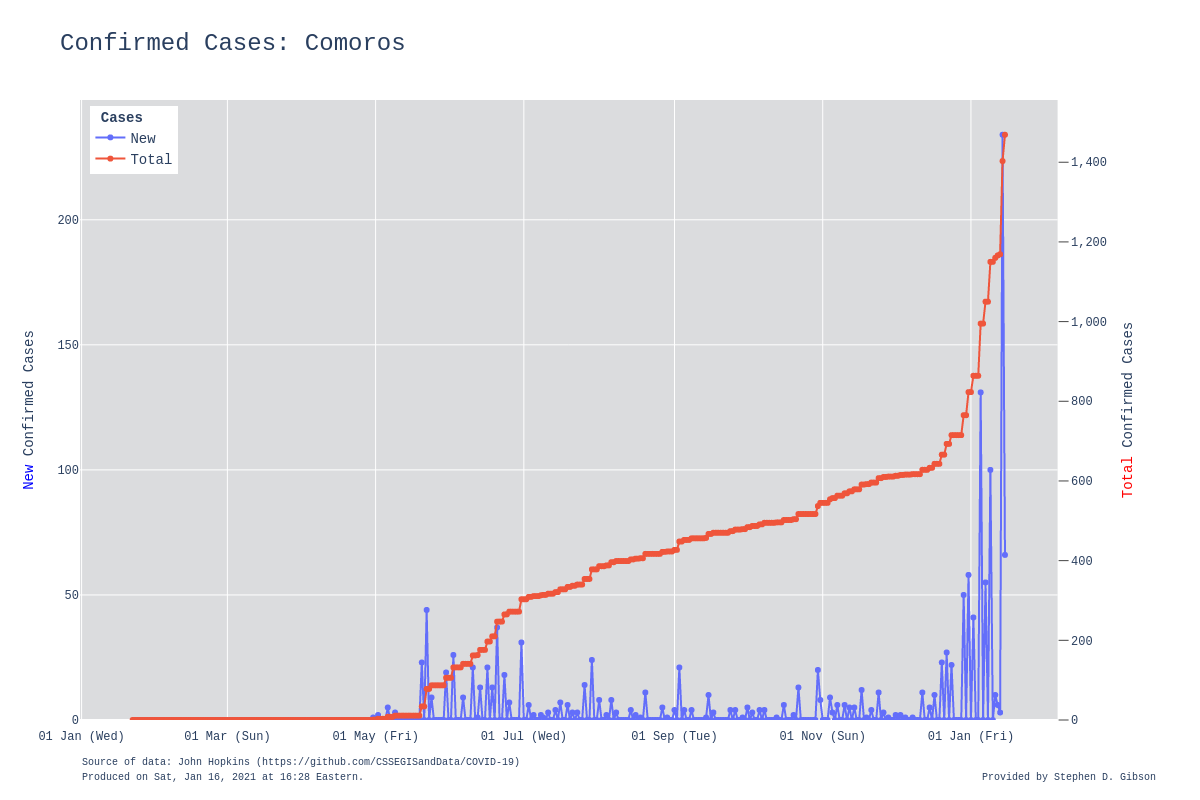 Confirmed Cases: Comoros
Cases
New
Total
200
150
100
50
0
1,400
1,200
1,000
800
600
400
200
0
New Confirmed Cases
Total Confirmed Cases
01 Jan (Wed)
01 Mar (Sun)
01 May (Fri)
01 Jul (Wed)
01 Sep (Tue)
01 Nov (Sun)
01 Jan (Fri)
Source of data: John Hopkins (https://github.com/CSSEGISandData/COVID-19)
Produced on Sat, Jan 16, 2021 at 16:28 Eastern.
Provided by Stephen D. Gibson